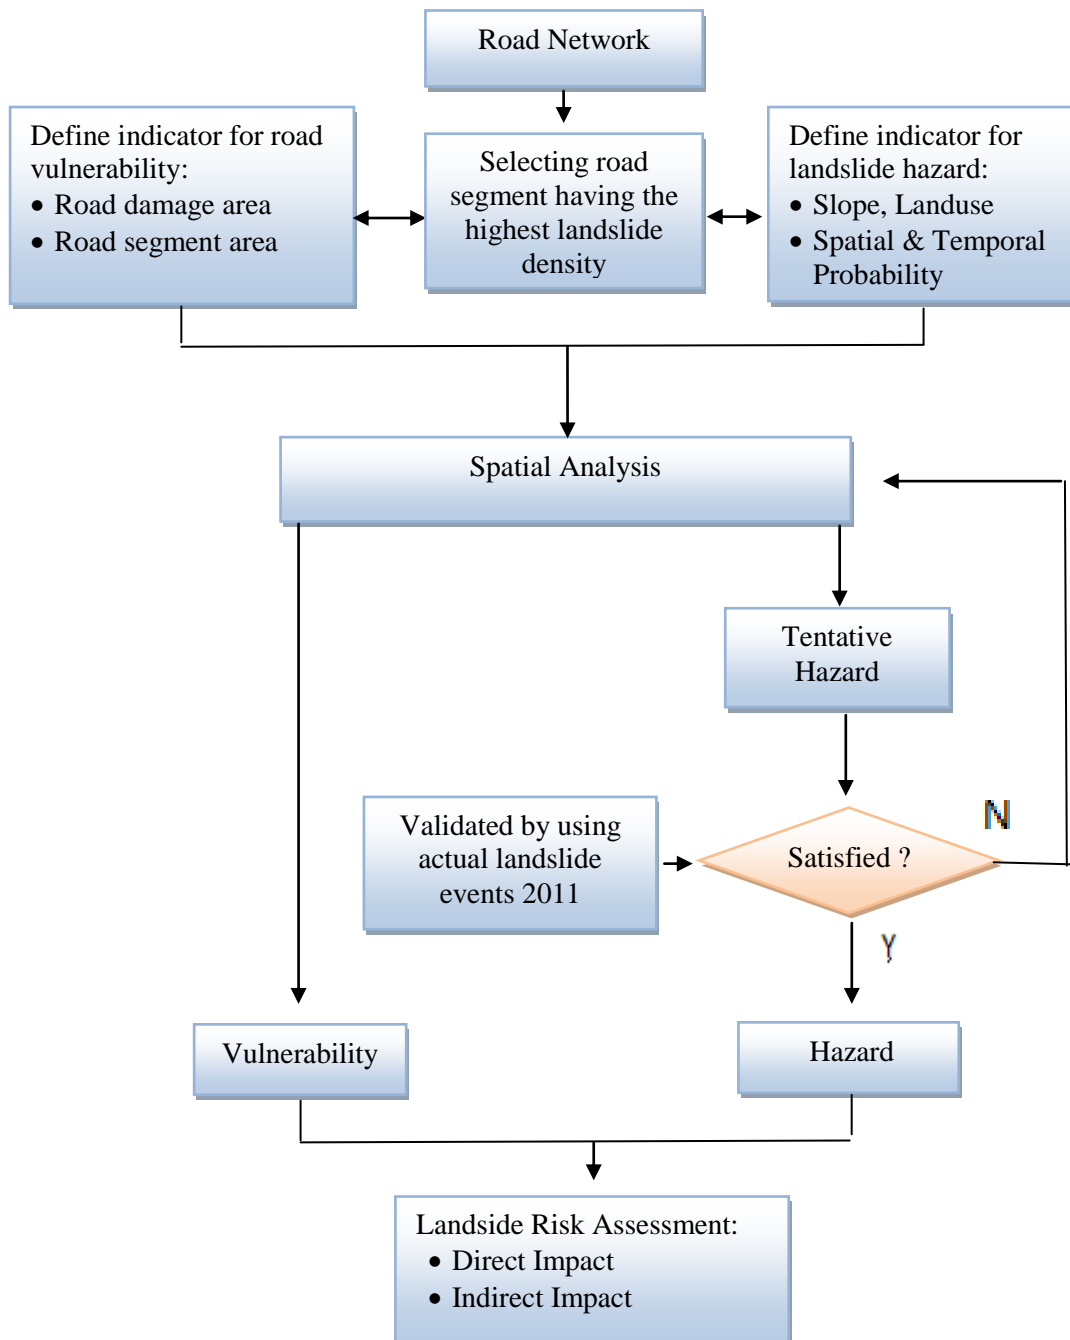 Road Network
Define indicator for road
vulnerability:
• Road damage area
• Road segment area
Selecting road
segment having the
highest landslide
density
Define indicator for
landslide hazard:
• Slope, Landuse
• Spatial & Temporal
Probability
Spatial Analysis
Tentative
Hazard
Validated by using
actual landslide
events 2011
Satisfied ?
N
Y
Vulnerability
Hazard
Landside Risk Assessment:
• Direct Impact
• Indirect Impact